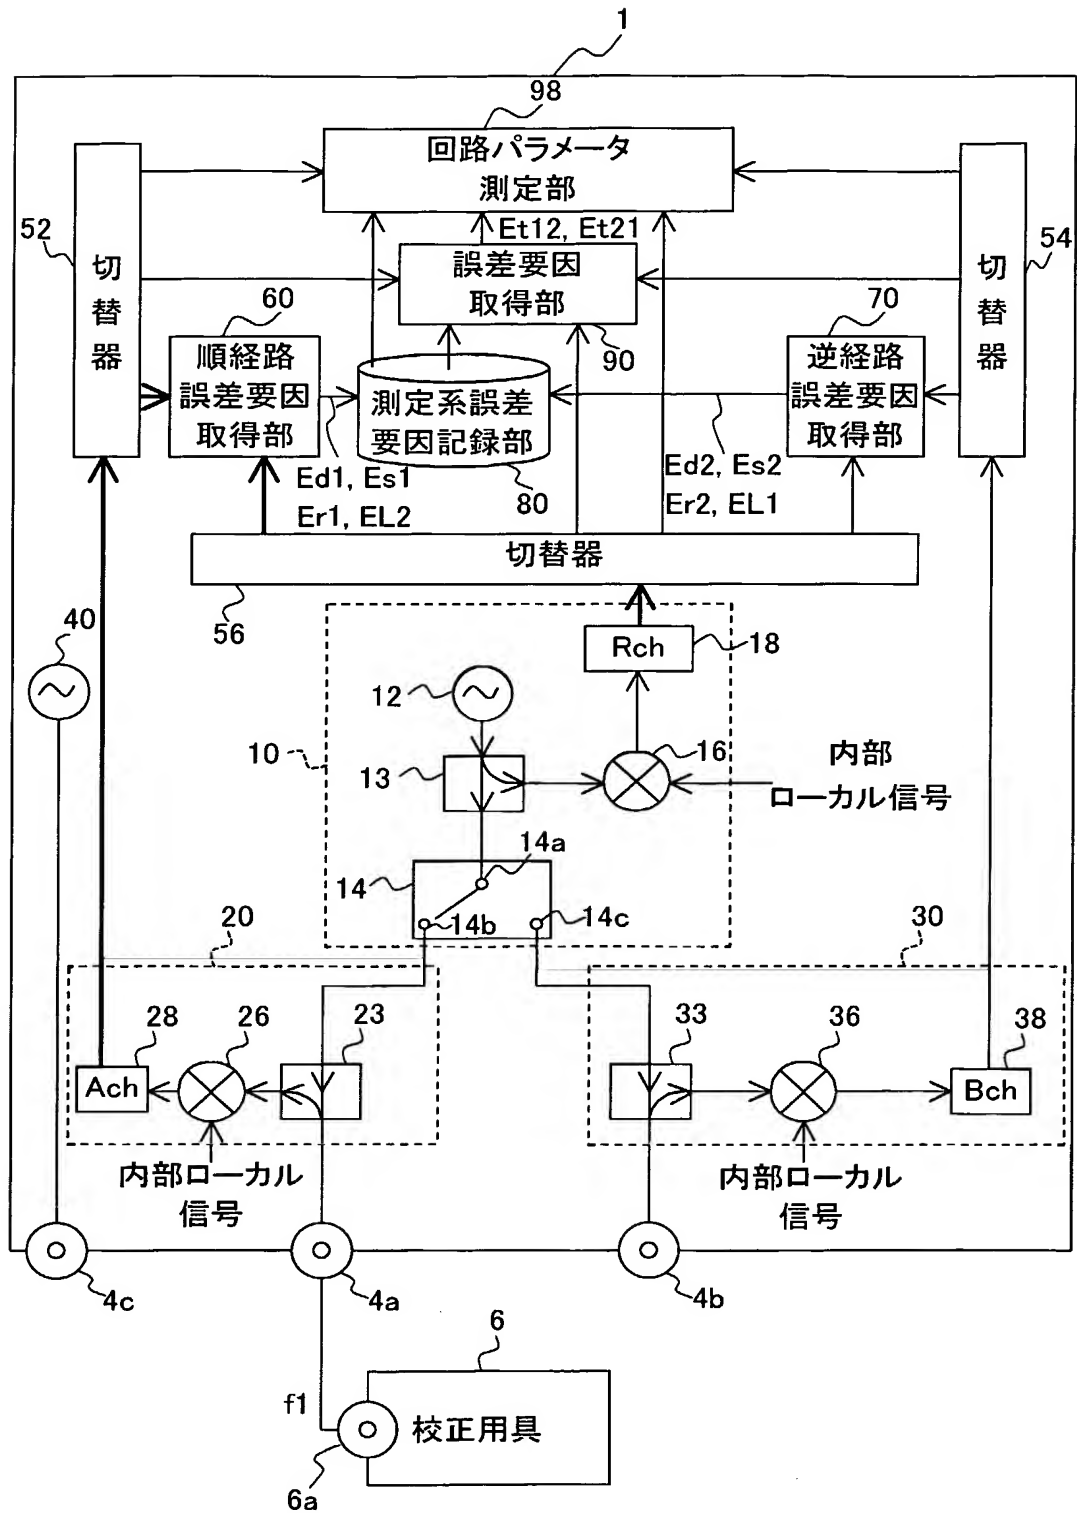 1
98
回路パラメータ
測定部
52
切
替
器
54
切
替
器
Et12, Et21
誤差要因
取得部
90
60
順経路
誤差要因
取得部
70
逆経路
誤差要因
取得部
測定系誤差
要因記録部
80
Ed1, Es1
Er1, EL2
Ed2, Es2
Er2, EL1
切替器
56
40
Rch
18
12
10
13
16
内部
ローカル信号
14a
14
14b
14c
20
30
28
26
23
Ach
33
36
38
Bch
内部ローカル
信号
内部ローカル
信号
4c
4a
4b
6
f1
校正用具
6a